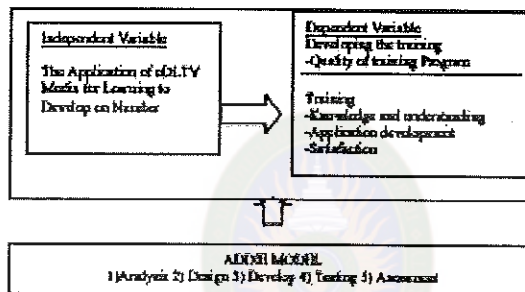 Independent Variable
The Application of eDLTV
Media for Learning to
Develop on Number
Dependent Variable
Developing the training
-Quality of training Program
Training
-Knowledge and understanding
-Application development
-Satisfaction
ADDIE MODEL
1)Analysis 2) Design 3) Develop 4) Testing 5) Assessment